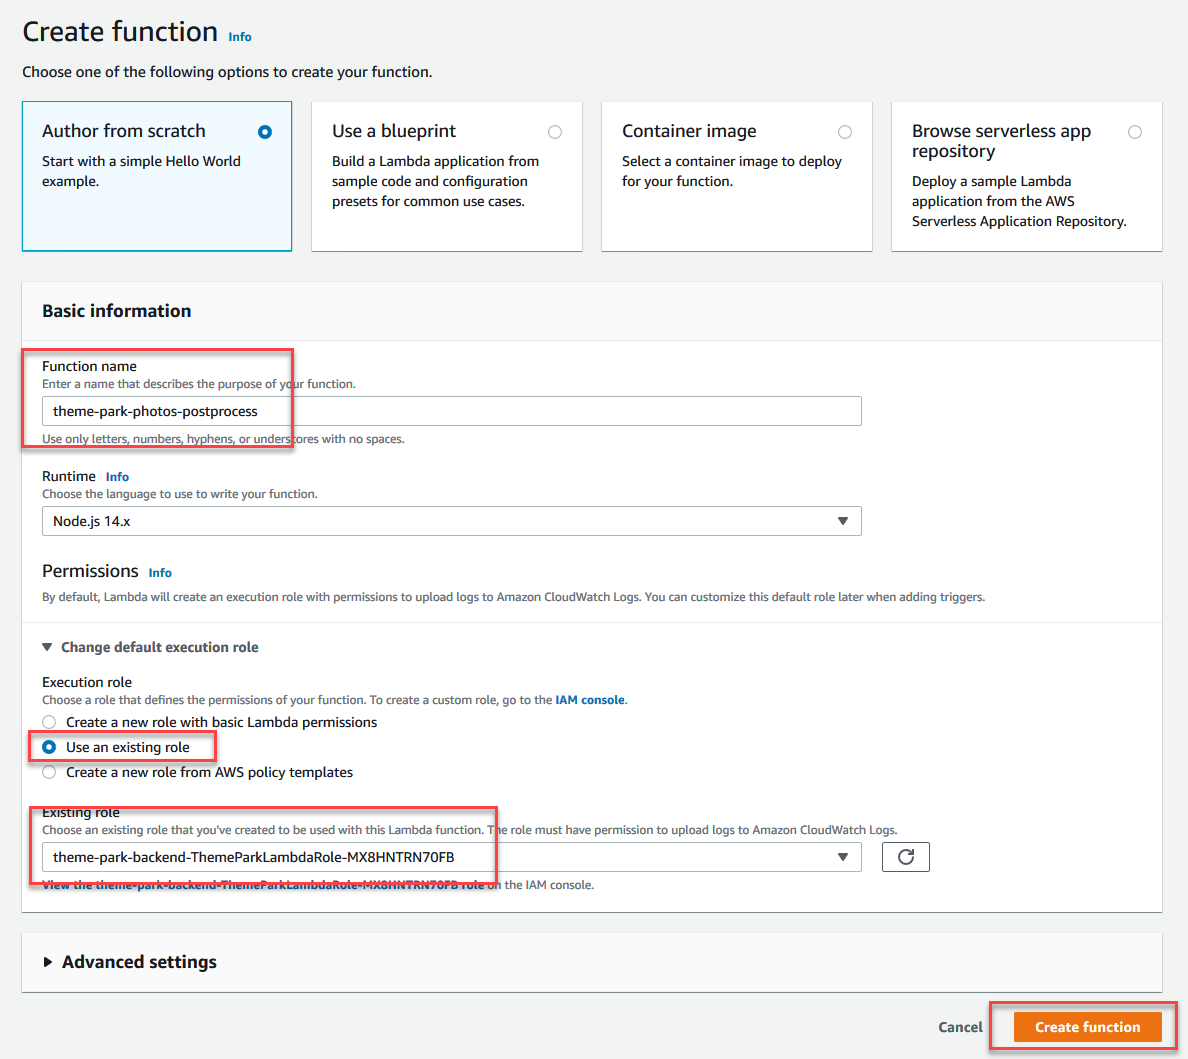 Create function Info
Choose one of the following options to create your function.
Author from scratch
Start with a simple Hello World
example.
Use a blueprint
Build a Lambda application from
sample code and configuration
presets for common use cases.
Container image
Select a container image to deploy
for your function.
Browse serverless app
repository
Deploy a sample Lambda
application from the AWS
Serverless Application Repository.
Basic information
Function name
Enter a name that describes the purpose of your function.
theme-park-photos-postprocess
Use only letters, numbers, hyphens, or underscores with no spaces.
Runtime Info
Choose the language to use to write your function.
Node.js 14.x
Permissions Info
By default, Lambda will create an execution role with permissions to upload logs to Amazon CloudWatch Logs. You can customize this default role later when adding triggers.
Change default execution role
Execution role
Choose a role that defines the permissions of your function. To create a custom role, go to the IAM console.
Create a new role with basic Lambda permissions
Use an existing role
Create a new role from AWS policy templates
Existing role
Choose an existing role that you've created to be used with this Lambda function. The role must have permission to upload logs to Amazon CloudWatch Logs.
theme-park-backend-ThemeParkLambdaRole-MX8HNTRN70FB
View the theme-park-backend-ThemeParkLambdaRole-MX8HNTRN70FB role on the IAM console.
Advanced settings
Cancel Create function